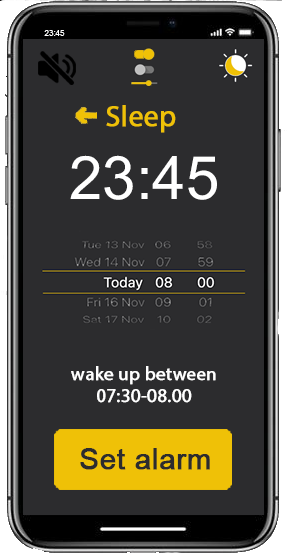 23:45
Sleep
23:45
Tue 13 Nov 06 58
Wed 14 Nov 07 59
Today 08 00
Fri 16 Nov 09 01
Sat 17 Nov 10 02
wake up between
07:30-08.00
Set alarm